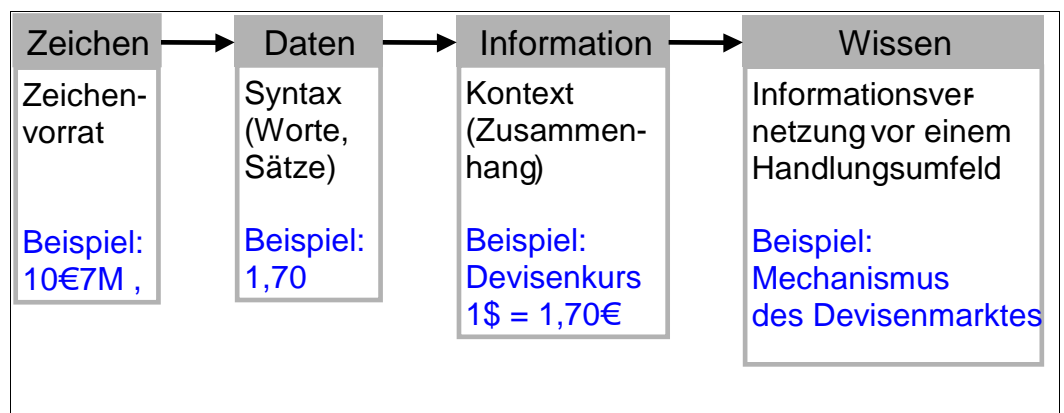 Zeichen
Daten
Information
Wissen
Zeichen-
vorrat
Beispiel:
10€7M ,
Syntax
(Worte,
Sätze)
Beispiel:
1,70
Kontext
(Zusammen-
hang)
Beispiel:
Devisenkurs
1$ = 1,70€
Informationsver-
netzung vor einem
Handlungsumfeld
Beispiel:
Mechanismus
des Devisenmarktes